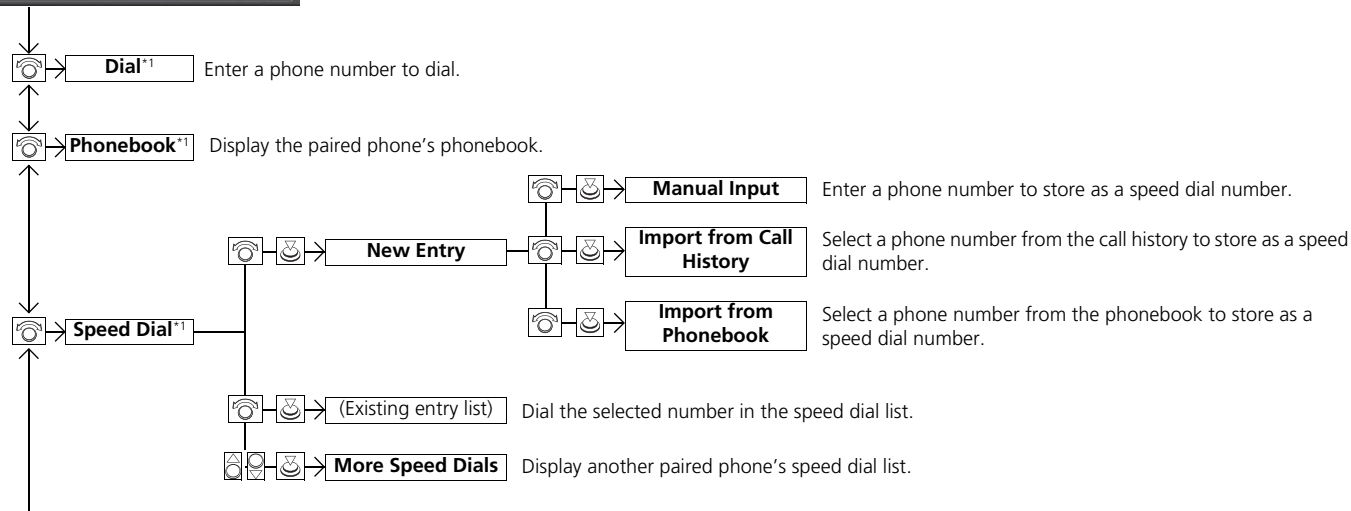 Dial*1 Enter a phone number to dial.
Phonebook*1 Display the paired phone’s phonebook.
Manual Input Enter a phone number to store as a speed dial number.
New Entry
Import from Call
History
Select a phone number from the call history to store as a speed
dial number.
Import from
Phonebook
Select a phone number from the phonebook to store as a
speed dial number.
Speed Dial*1
(Existing entry list) Dial the selected number in the speed dial list.
More Speed Dials Display another paired phone’s speed dial list.